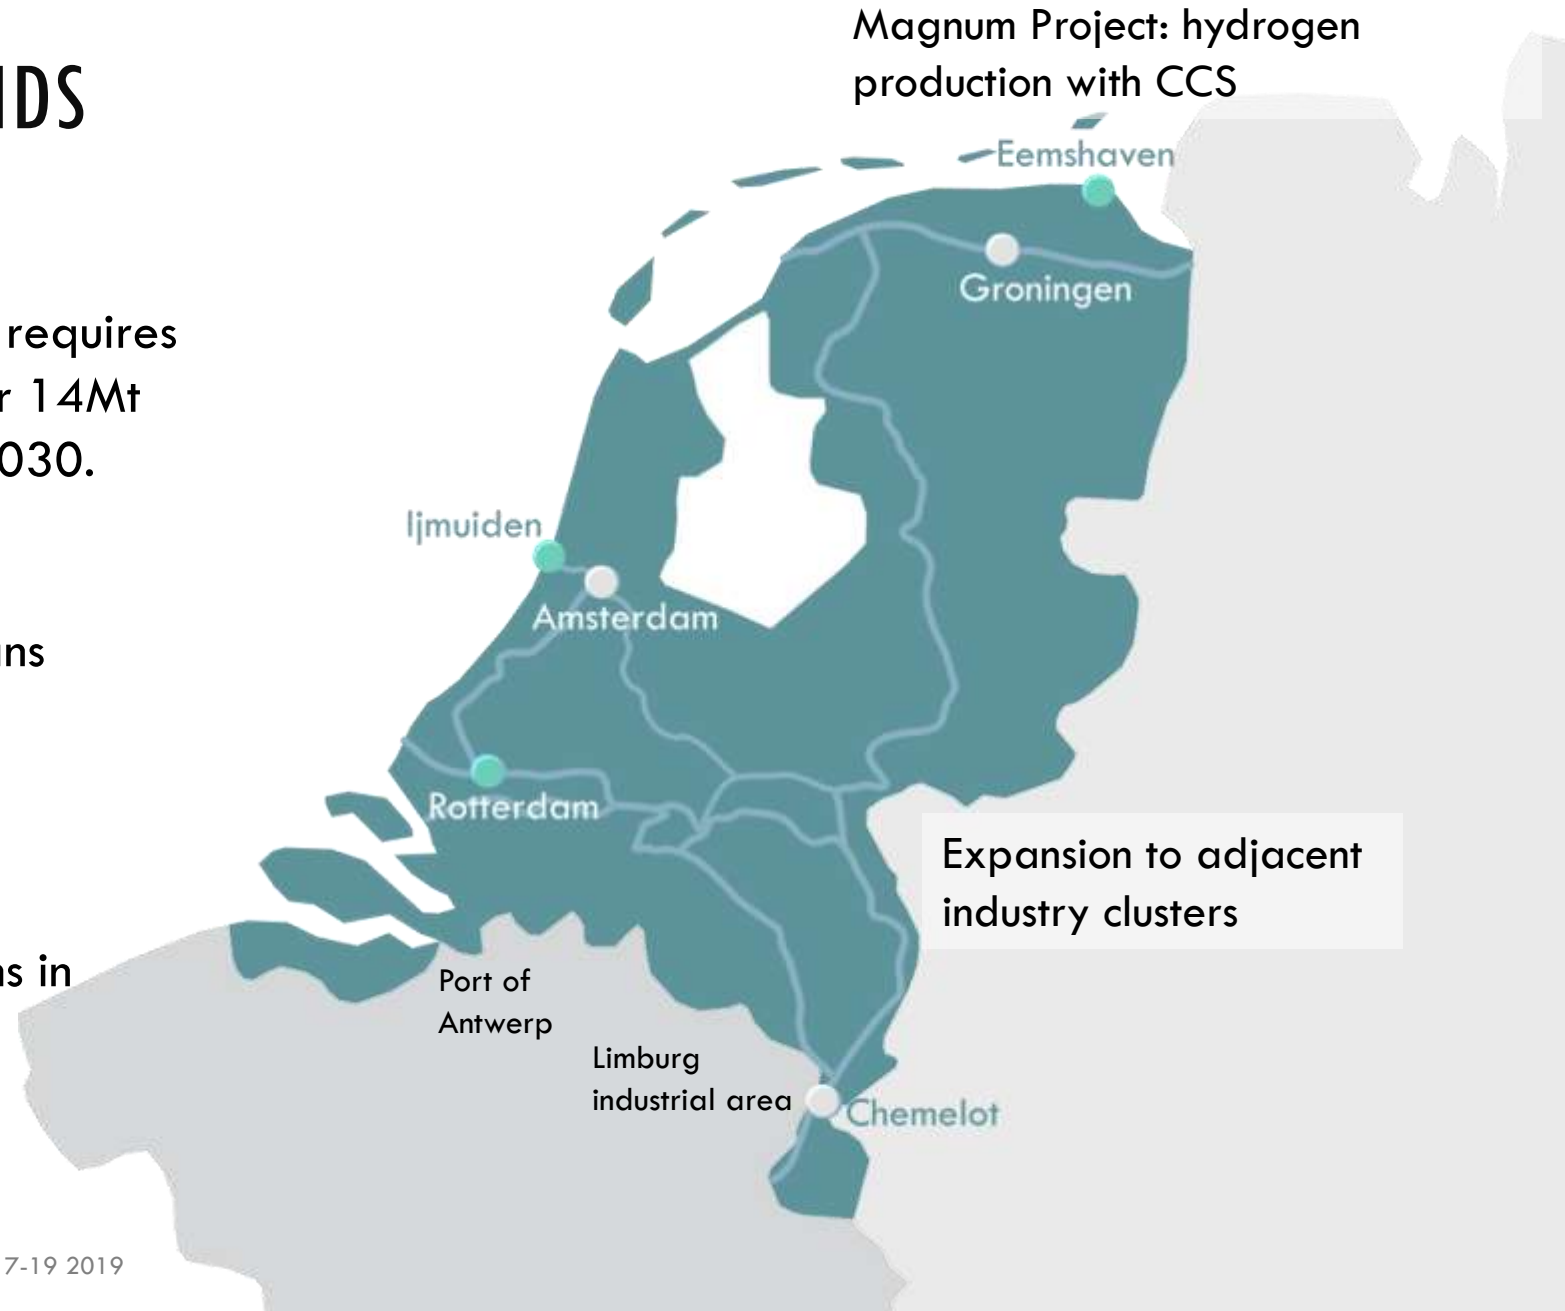 NDS
requires
r 14Mt
030.
ns
ns in
7-19 2019
Magnum Project: hydrogen
production with CCS
Eemshaven
Groningen
Ijmuiden
Amsterdam
Rotterdam
Expansion to adjacent
industry clusters
Port of
Antwerp
Limburg
industrial area
Chemelot